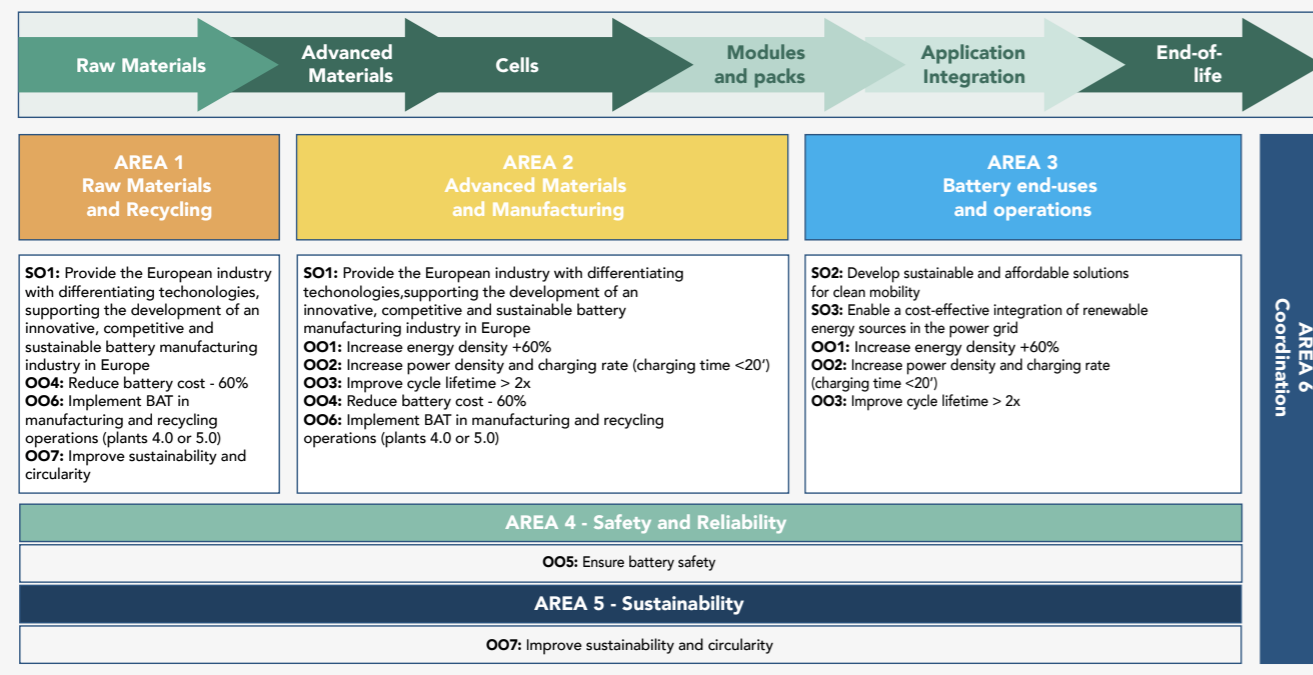 Raw Materials
Advanced
Materials
Cells
Modules
and packs
Application
Integration
End-of-
life
AREA 1
Raw Materials
and Recycling
AREA 2
Advanced Materials
and Manufacturing
AREA 3
Battery end-uses
and operations
SO1: Provide the European industry
with differentiating techonologies,
supporting the development of an
innovative, competitive and
sustainable battery manufacturing
industry in Europe
OO4: Reduce battery cost - 60%
OO6: Implement BAT in
manufacturing and recycling
operations (plants 4.0 or 5.0)
OO7: Improve sustainability and
circularity
SO1: Provide the European industry with differentiating
techonologies,supporting the development of an
innovative, competitive and sustainable battery
manufacturing industry in Europe
OO1: Increase energy density +60%
OO2: Increase power density and charging rate (charging time <20’)
OO3: Improve cycle lifetime > 2x
OO4: Reduce battery cost - 60%
OO6: Implement BAT in manufacturing and recycling
operations (plants 4.0 or 5.0)
SO2: Develop sustainable and affordable solutions
for clean mobility
SO3: Enable a cost-effective integration of renewable
energy sources in the power grid
OO1: Increase energy density +60%
OO2: Increase power density and charging rate
(charging time <20’)
OO3: Improve cycle lifetime > 2x
AREA 6
Coordination
AREA 4 - Safety and Reliability
OO5: Ensure battery safety
AREA 5 - Sustainability
OO7: Improve sustainability and circularity